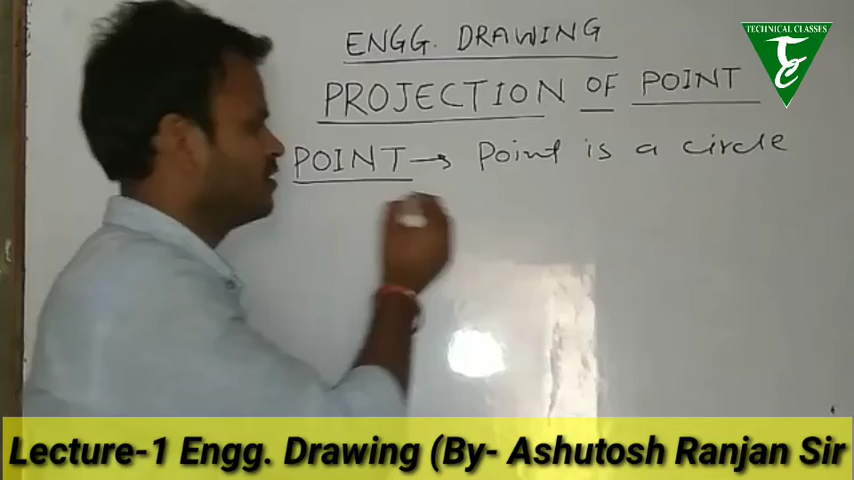 ENGG. DRAWING
TECHNICAL CLASSES
PROJECTION OF POINT
POINT → Point is a circle
Lecture-1 Engg. Drawing (By- Ashutosh Ranjan Sir